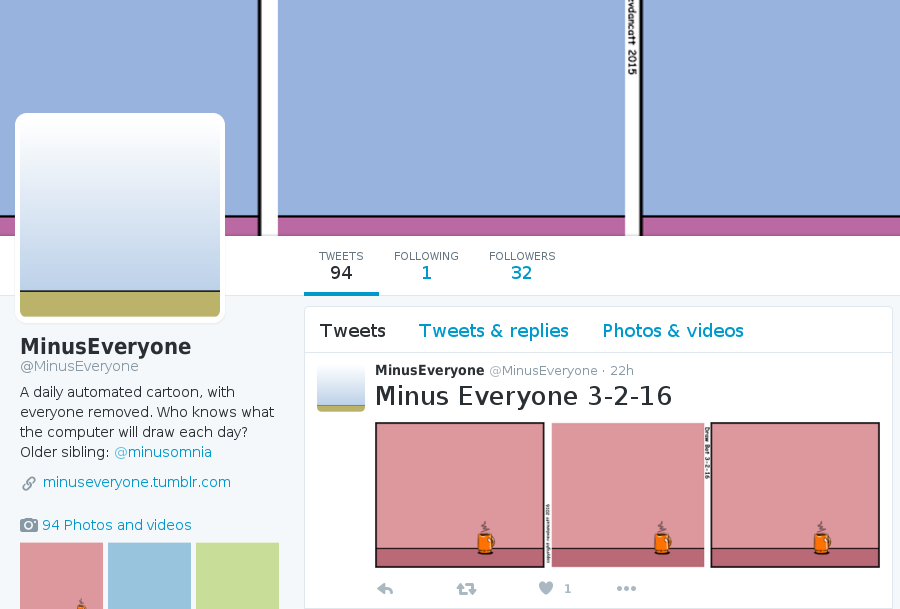 evdancatt 2015
TWEETS
94
FOLLOWING
1
FOLLOWERS
32
MinusEveryone
@MinusEveryone
A daily automated cartoon, with
everyone removed. Who knows what
the computer will draw each day?
Older sibling: @minusomnia
minuseveryone.tumblr.com
94 Photos and videos
Tweets
Tweets & replies
Photos & videos
MinusEveryone @MinusEveryone · 22h
Minus Everyone 3-2-16
copyright revdancatt 2016
Draw Bot 3-2-16
1